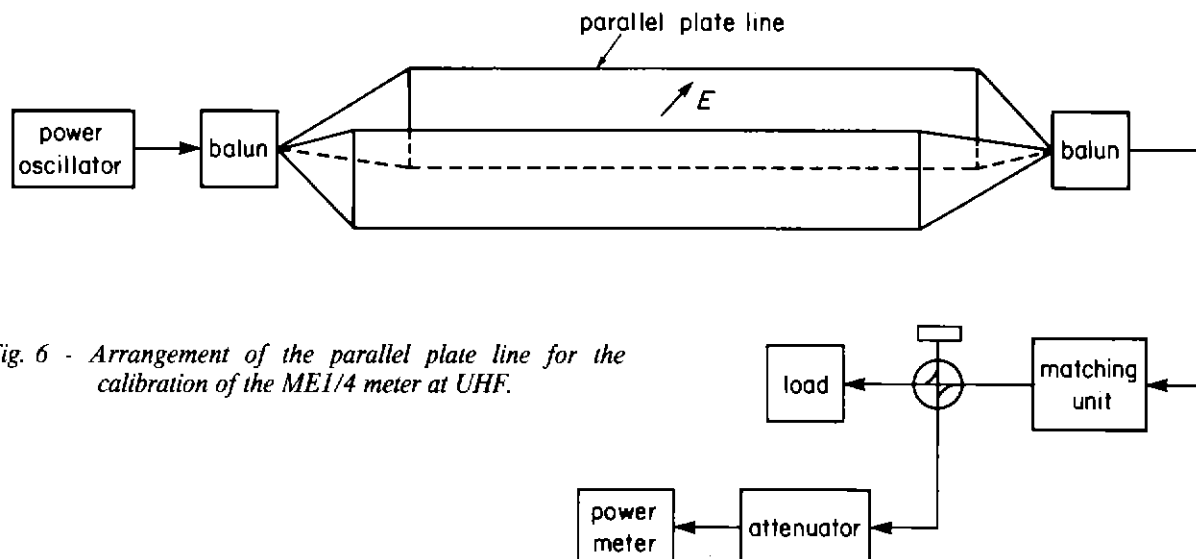 parallel plate line
E
power
oscillator
balun
balun
ig. 6 - Arrangement of the parallel plate line for the
calibration of the ME1/4 meter at UHF.
load
matching
unit
power
meter
attenuator